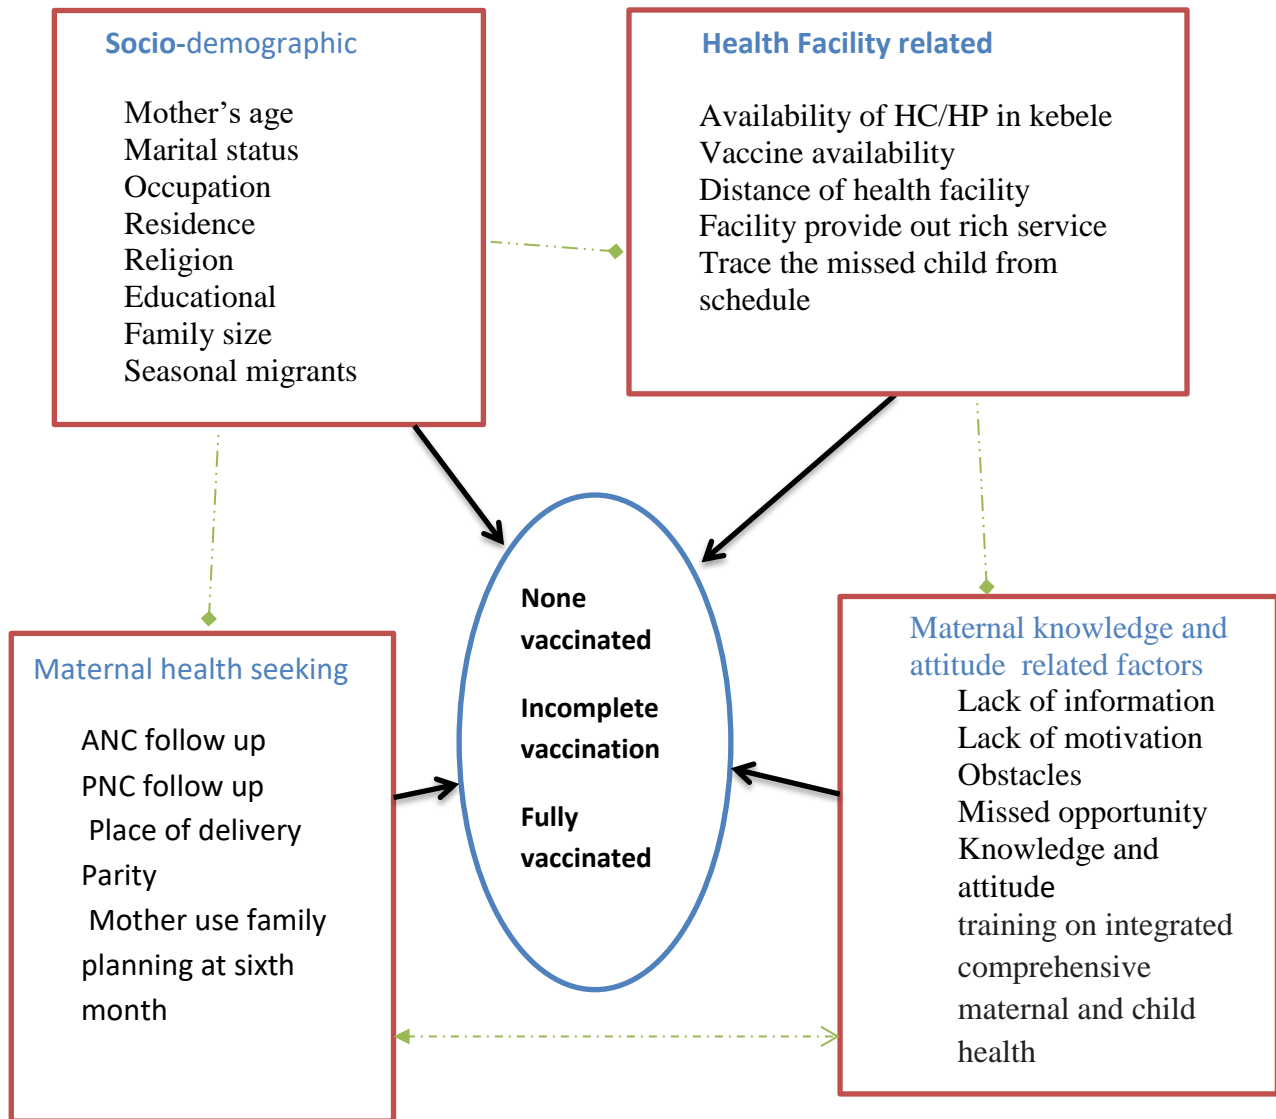 Socio-demographic
Mother’s age
Marital status
Occupation
Residence
Religion
Educational
Family size
Seasonal migrants
Health Facility related
Availability of HC/HP in kebele
Vaccine availability
Distance of health facility
Facility provide out rich service
Trace the missed child from
schedule
None
vaccinated
Incomplete
vaccination
Fully
vaccinated
Maternal health seeking
ANC follow up
PNC follow up
Place of delivery
Parity
Mother use family
planning at sixth
month
Maternal knowledge and
attitude related factors
Lack of information
Lack of motivation
Obstacles
Missed opportunity
Knowledge and
attitude
training on integrated
comprehensive
maternal and child
health